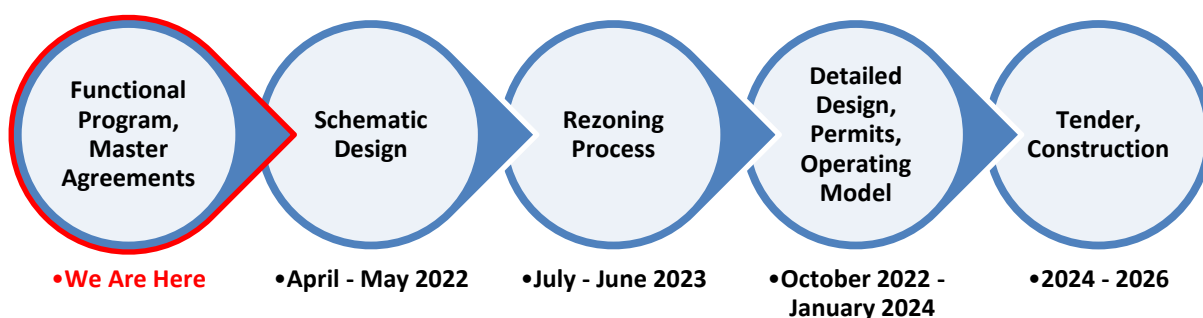 Functional
Program,
Master
Agreements
Schematic
Design
Rezoning
Process
Detailed
Design,
Permits,
Operating
Model
Tender,
Construction
•We Are Here
•April - May 2022
•July - June 2023
•October 2022 -
January 2024
•2024 - 2026